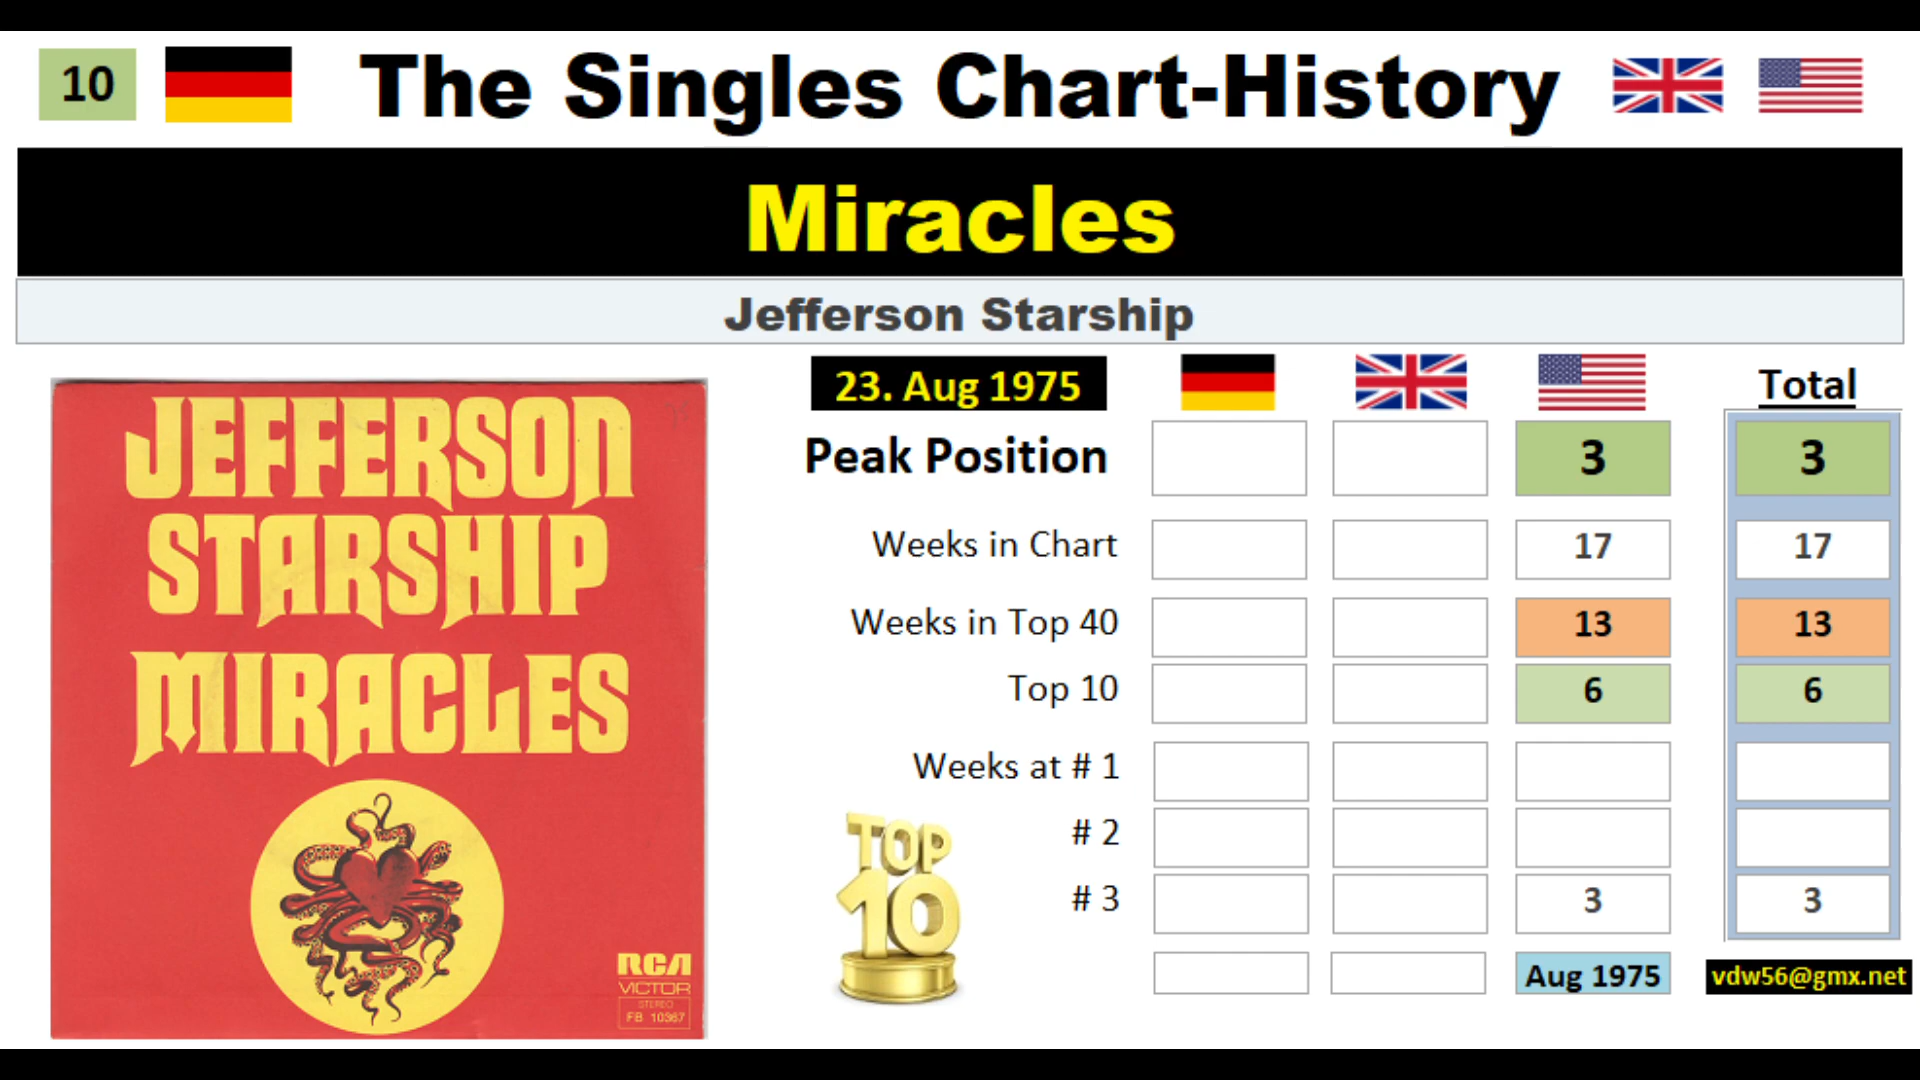 10
The Singles Chart-History
Miracles
Jefferson Starship
JEFFERSON
STARSHIP
MIRACLES
RCA
VICTOR
STEREO
FB 10367
23. Aug 1975
Total
Peak Position 3 3
Weeks in Chart 17 17
Weeks in Top 40 13 13
Top 10 6 6
Weeks at # 1
# 2
# 3 3 3
TOP
10
Aug 1975
vdw56@gmx.net